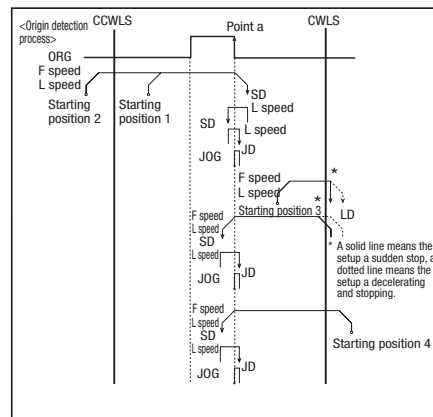 <Origin detection
process>
CCWLS
Point a
CWLS
ORG
F speed
L speed
Starting
position 2
Starting
position 1
SD
L speed
SD
L speed
JOG
JD
F speed
L speed
*
*
LD
F speed
Starting position 3
L speed
SD
L speed
JOG
JD
* A solid line means the
setup a sudden stop, a
dotted line means the
setup a decelerating
and stopping.
F speed
L speed
SD
L speed
JOG
JD
Starting position 4